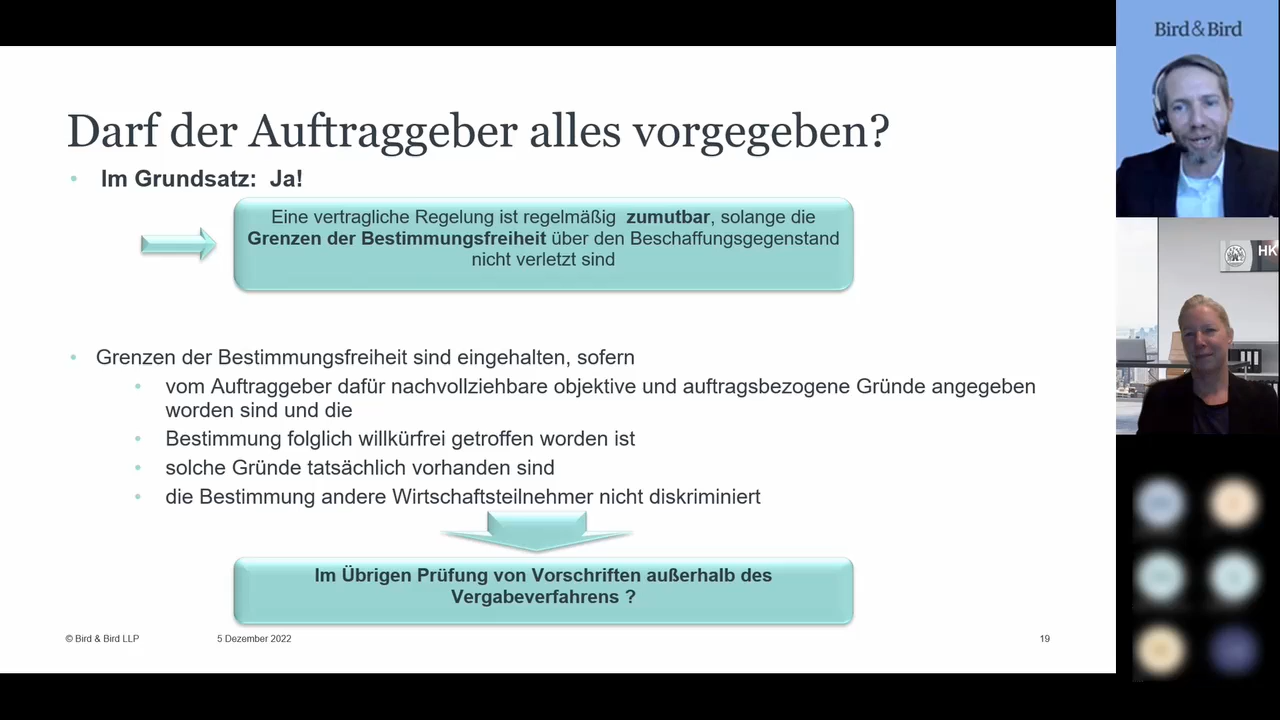 Darf der Auftraggeber alles vorgegeben?
Im Grundsatz: Ja!
Eine vertragliche Regelung ist regelmäßig zumutbar, solange die
Grenzen der Bestimmungsfreiheit über den Beschaffungsgegenstand
nicht verletzt sind
Grenzen der Bestimmungsfreiheit sind eingehalten, sofern
vom Auftraggeber dafür nachvollziehbare objektive und auftragsbezogene Gründe angegeben
worden sind und die
Bestimmung folglich willkürfrei getroffen worden ist
solche Gründe tatsächlich vorhanden sind
die Bestimmung andere Wirtschaftsteilnehmer nicht diskriminiert
Im Übrigen Prüfung von Vorschriften außerhalb des
Vergabeverfahrens ?
© Bird & Bird LLP
5 Dezember 2022
19
Bird&Bird
HK